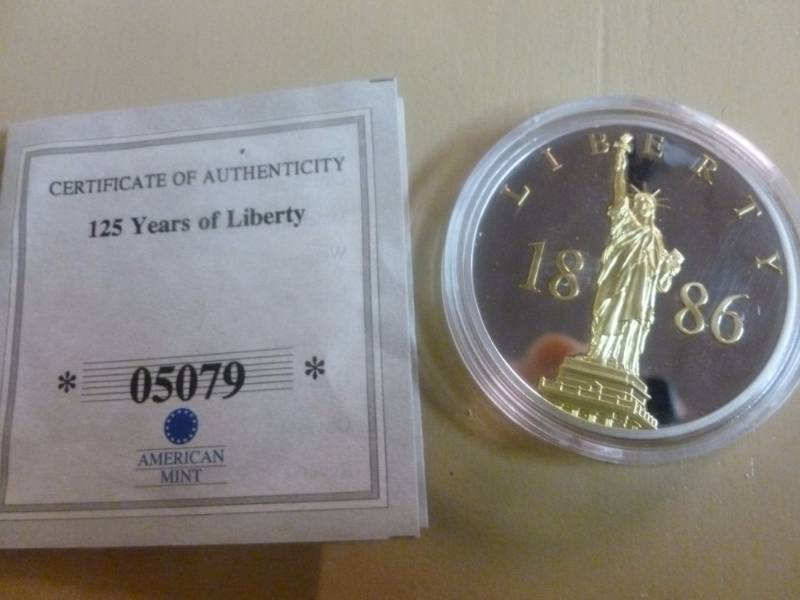 CERTIFICATE OF AUTHENTICITY
125 Years of Liberty
* 05079 *
AMERICAN
MINT
LIBERTY
1886